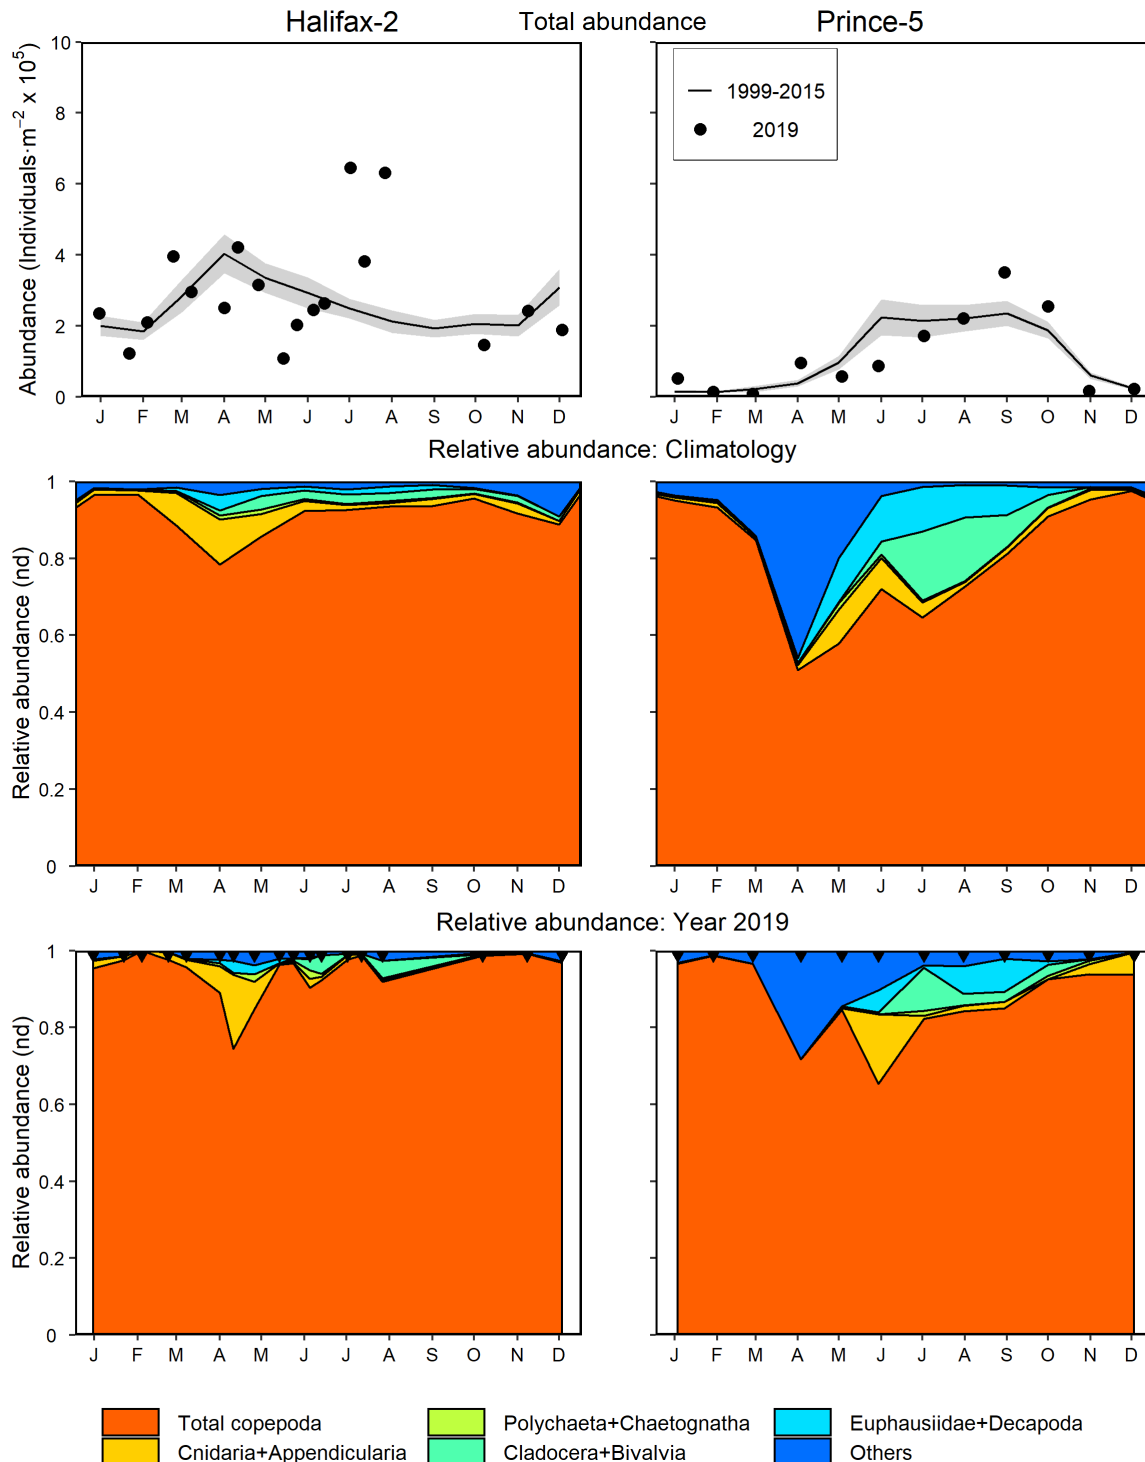 Halifax-2 Total abundance Prince-5
Abundance (Individuals·m⁻² x 10⁵)
10
8
6
4
2
0
J F M A M J J A S O N D
1999-2015
2019
J F M A M J J A S O N D
Relative abundance: Climatology
Relative abundance (nd)
1
0.8
0.6
0.4
0.2
0
J F M A M J J A S O N D
J F M A M J J A S O N D
Relative abundance: Year 2019
Relative abundance (nd)
1
0.8
0.6
0.4
0.2
0
J F M A M J J A S O N D
J F M A M J J A S O N D
Total copepoda Polychaeta+Chaetognatha Euphausiidae+Decapoda
Cnidaria+Appendicularia Cladocera+Bivalvia Others